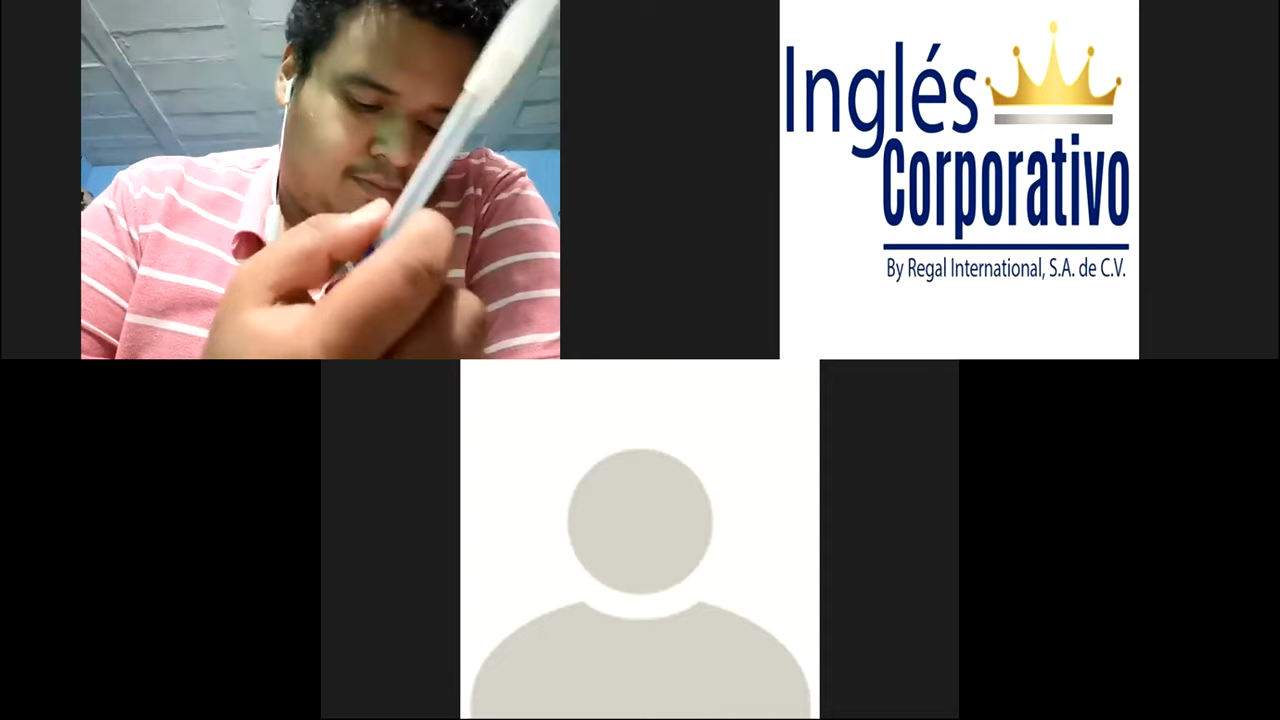 Inglés
Corporativo
By Regal International, S.A. de C.V.